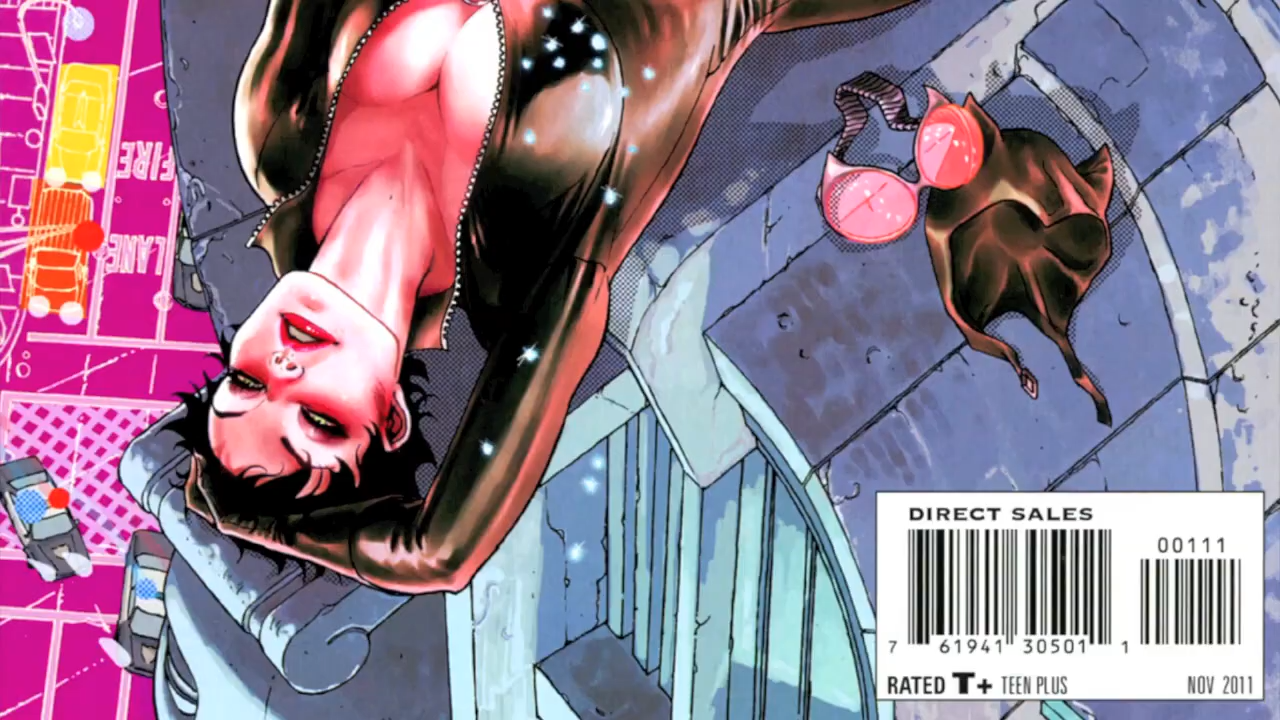 FIRE
LANE
DIRECT SALES
00111
7 61941 30501 1
RATED T+ TEEN PLUS NOV 2011